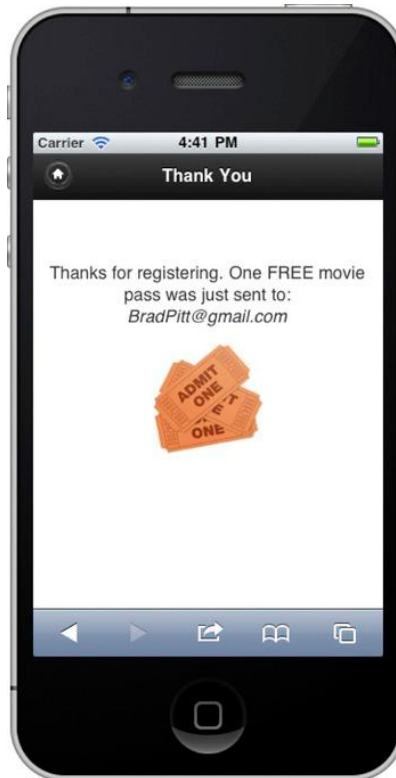 Carrier 4:41 PM
Thank You
Thanks for registering. One FREE movie
pass was just sent to:
BradPitt@gmail.com
ADMIT
ONE
ONE